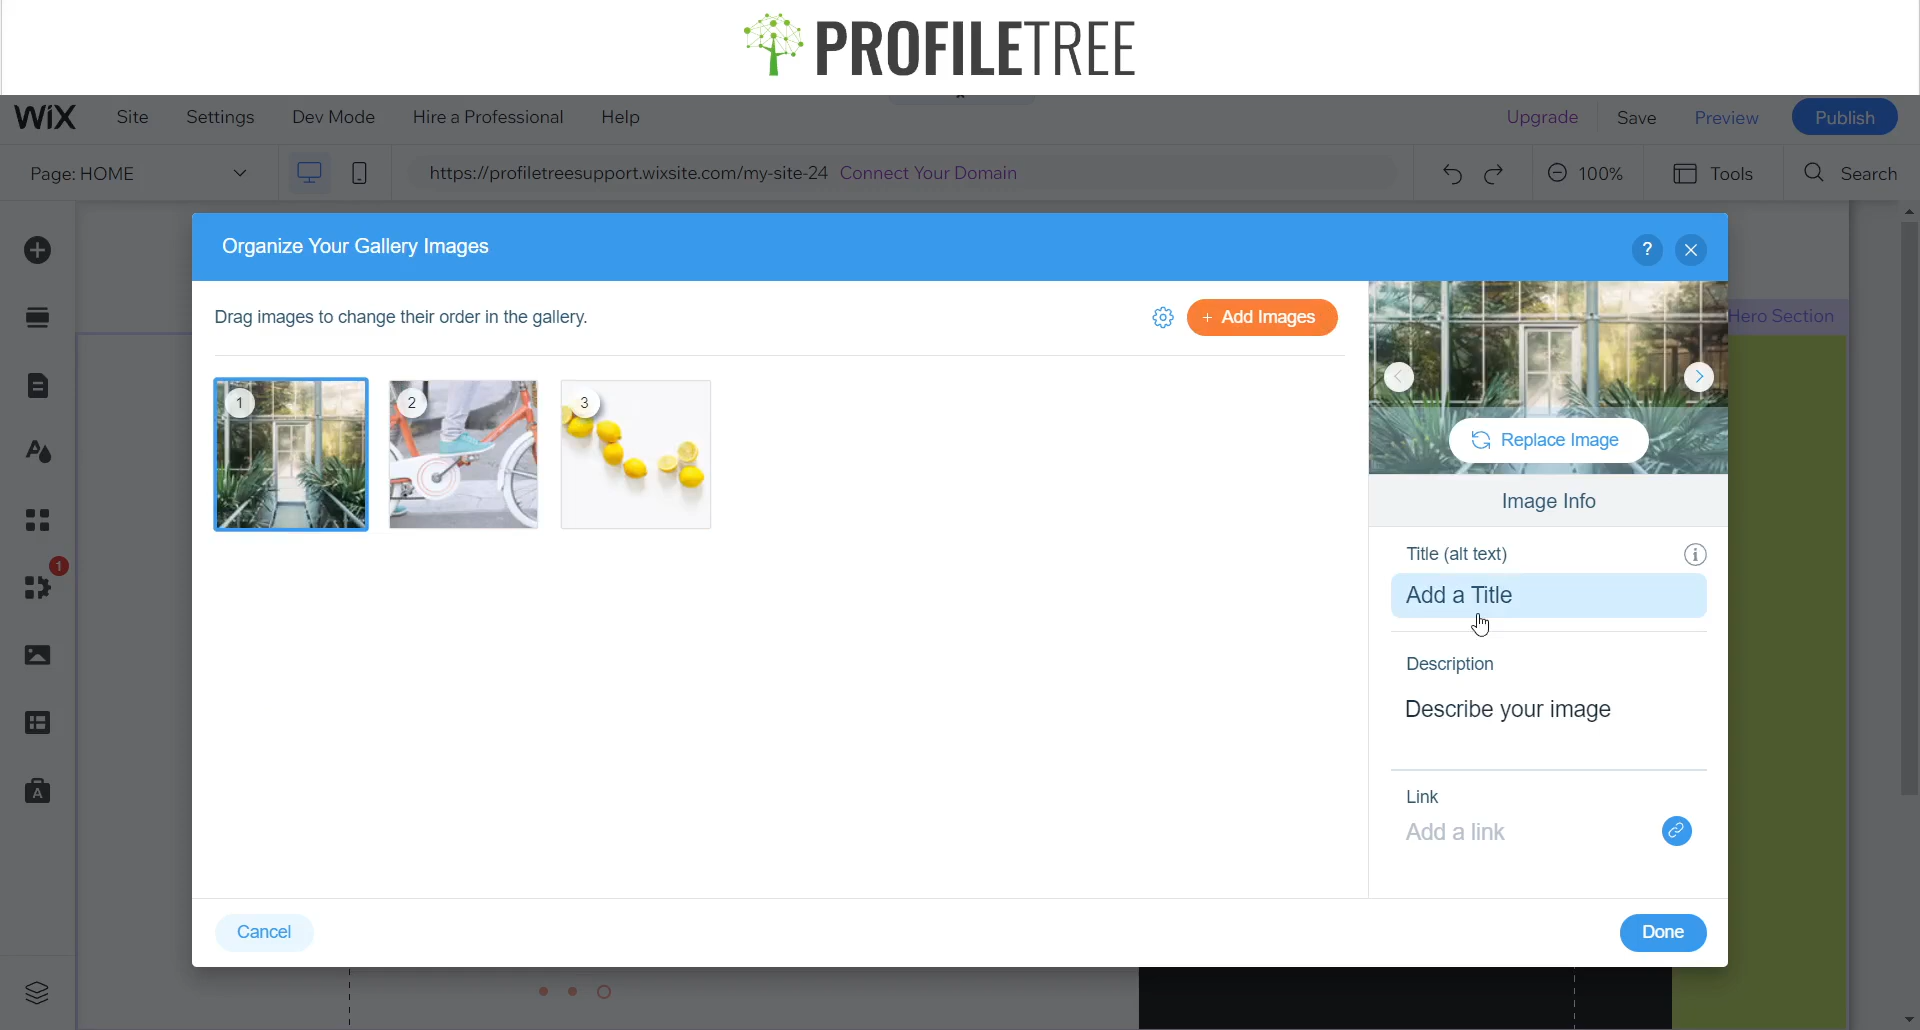 PROFILETREE
WiX Site Settings Dev Mode Hire a Professional Help Upgrade Save Preview Publish
Page: HOME https://profiletreesupport.wixsite.com/my-site-24 Connect Your Domain 100% Tools Search
Organize Your Gallery Images ?
Drag images to change their order in the gallery. + Add Images
Hero Section
1 2 3
Replace Image
Image Info
Title (alt text)
Add a Title
1
Description
Describe your image
Link
Add a link
A
Cancel Done